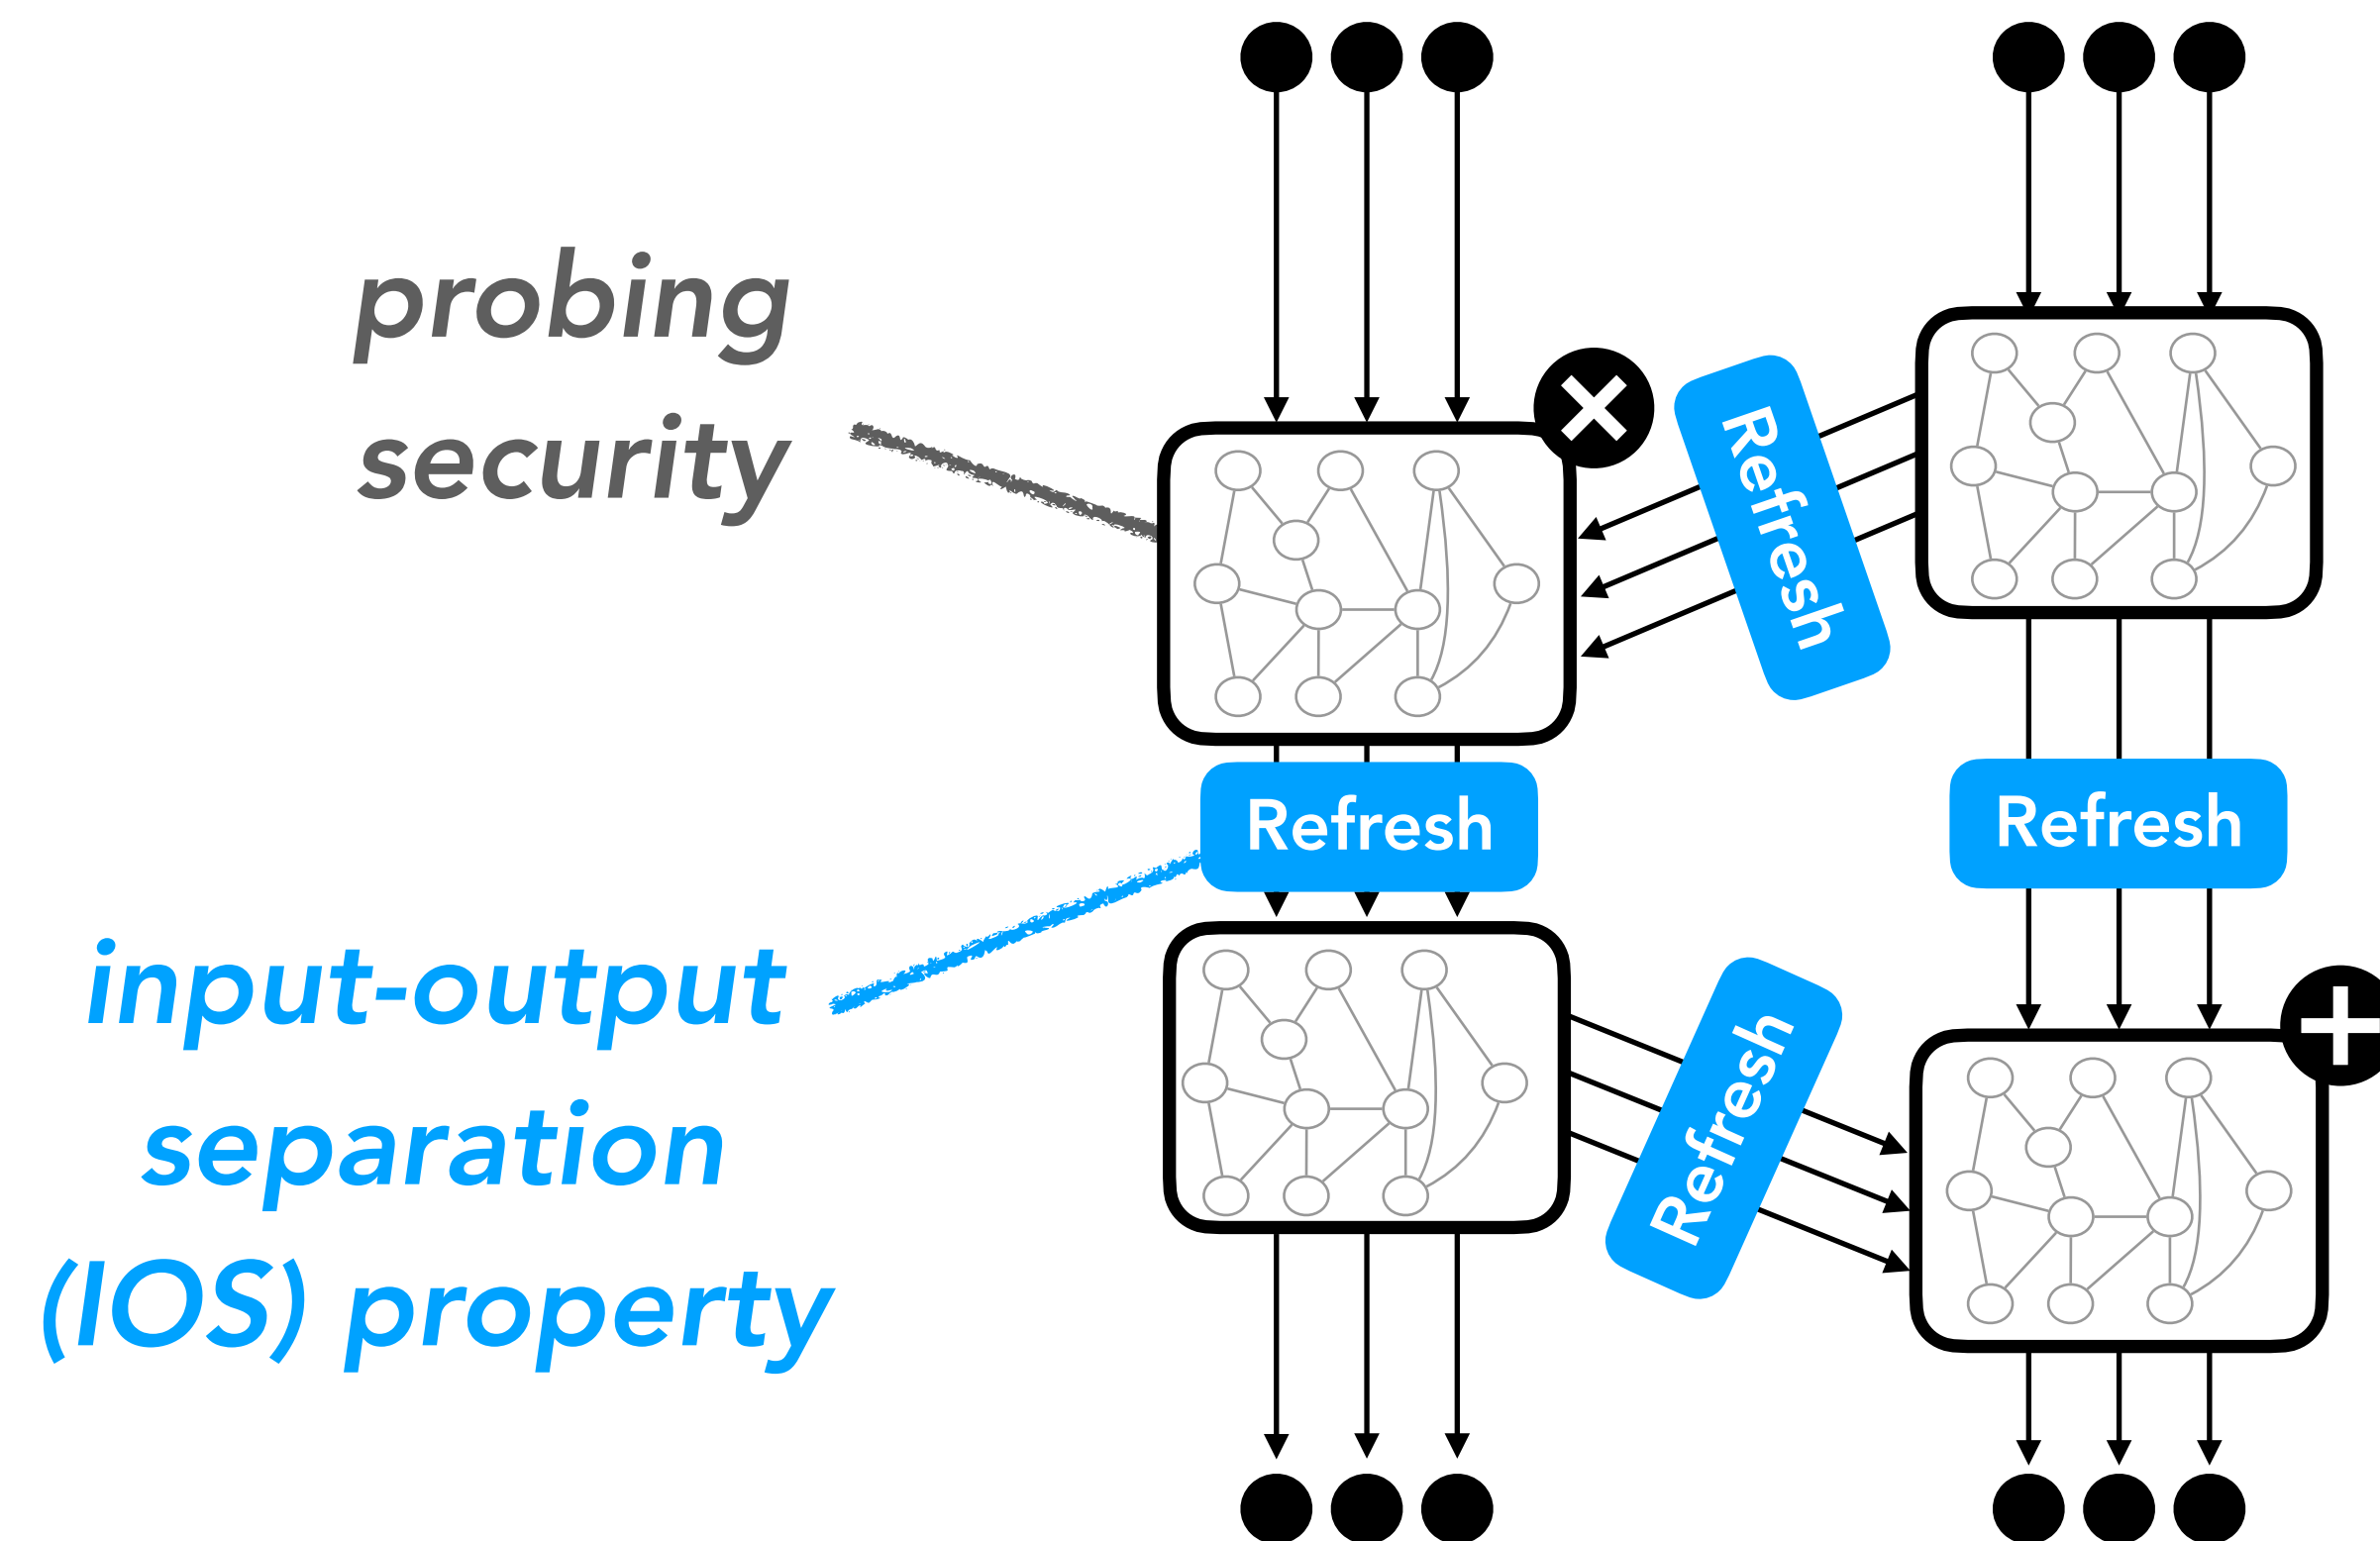 probing
security
input-output
separation
(IOS) property
Refresh
Refresh
Refresh
Refresh